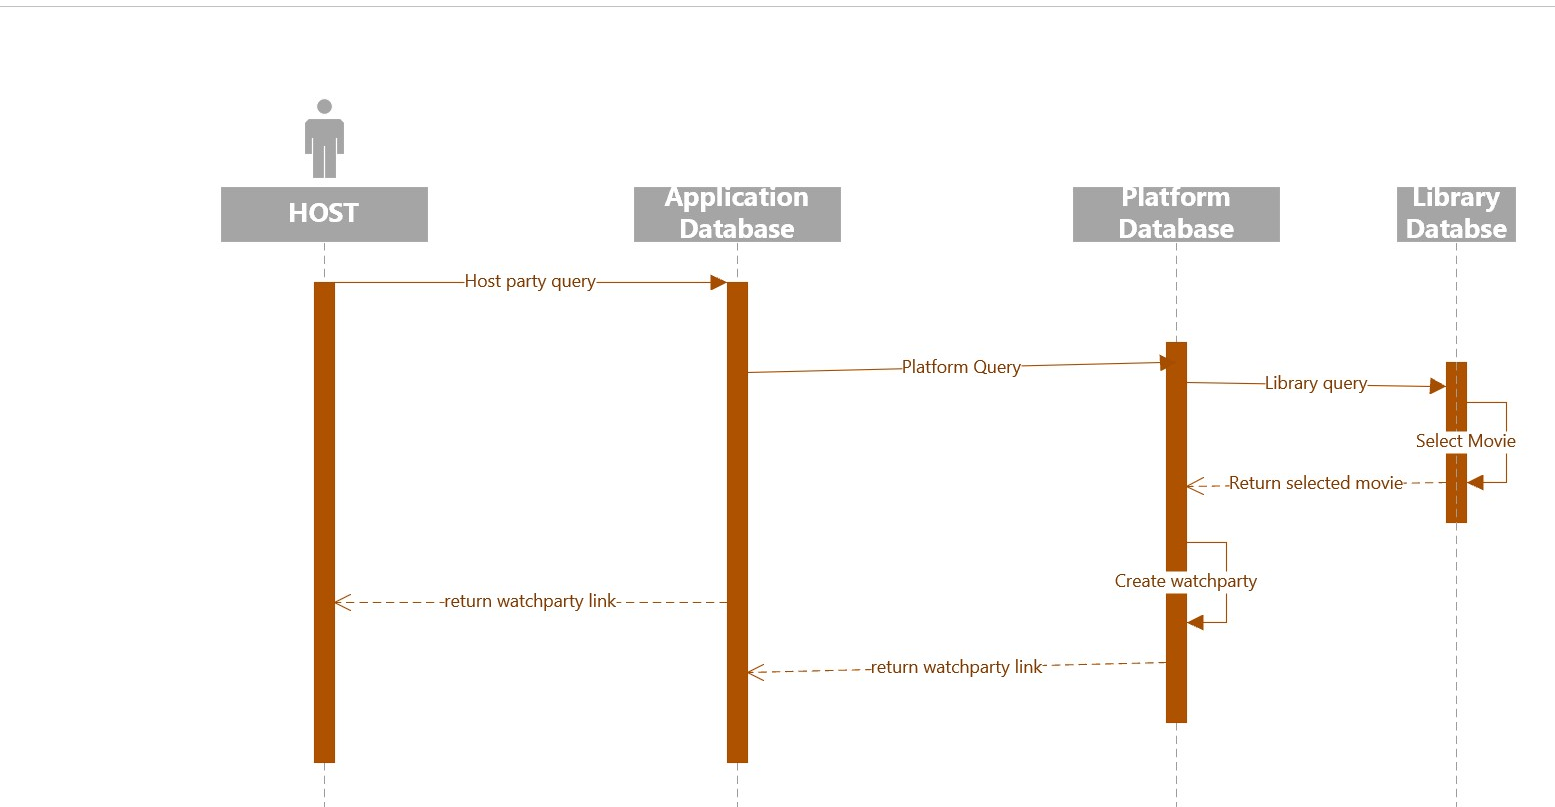 HOST
Application
Database
Platform
Database
Library
Databse
Host party query
Platform Query
Library query
Select Movie
Return selected movie
Create watchparty
return watchparty link
return watchparty link